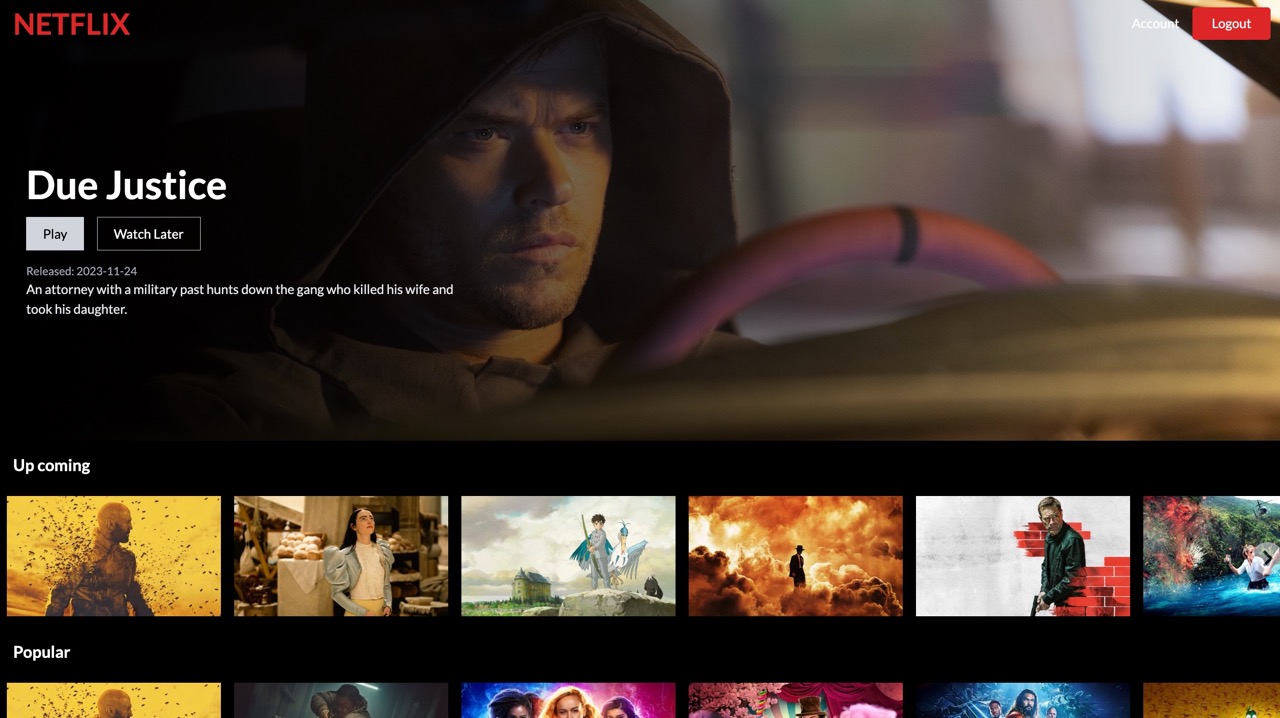 NETFLIX
Account
Logout
Due Justice
Play
Watch Later
Released: 2023-11-24
An attorney with a military past hunts down the gang who killed his wife and
took his daughter.
Up coming
Popular